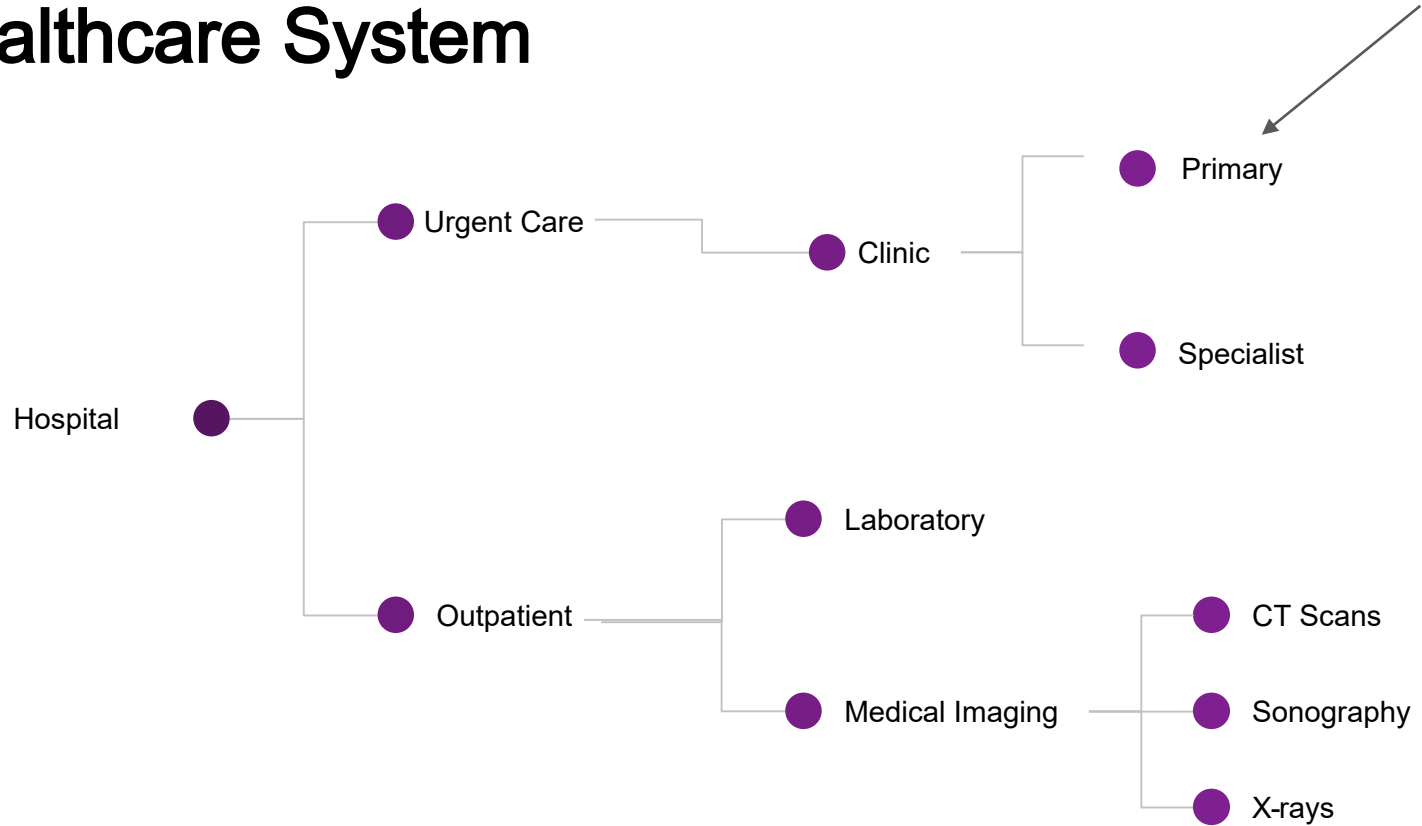 althcare System
Primary
Urgent Care
Clinic
Specialist
Hospital
Laboratory
Outpatient
CT Scans
Medical Imaging
Sonography
X-rays